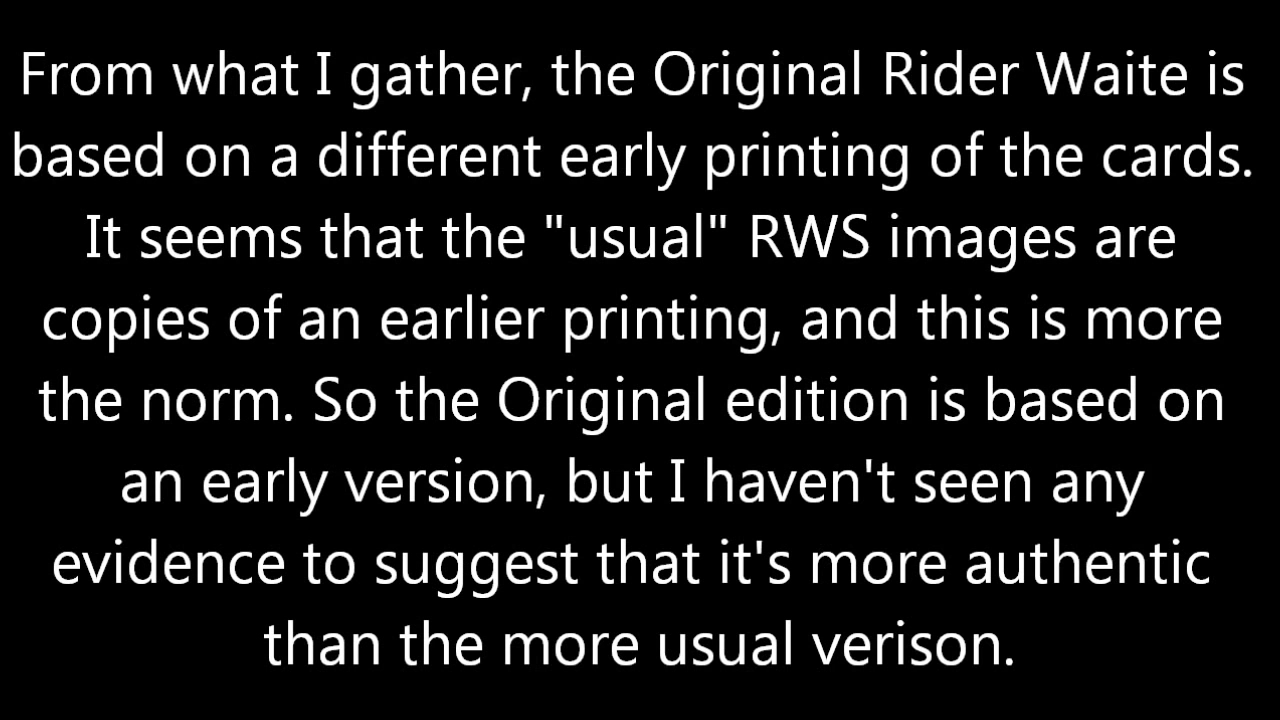 From what I gather, the Original Rider Waite is
based on a different early printing of the cards.
It seems that the "usual" RWS images are
copies of an earlier printing, and this is more
the norm. So the Original edition is based on
an early version, but I haven't seen any
evidence to suggest that it's more authentic
than the more usual verison.